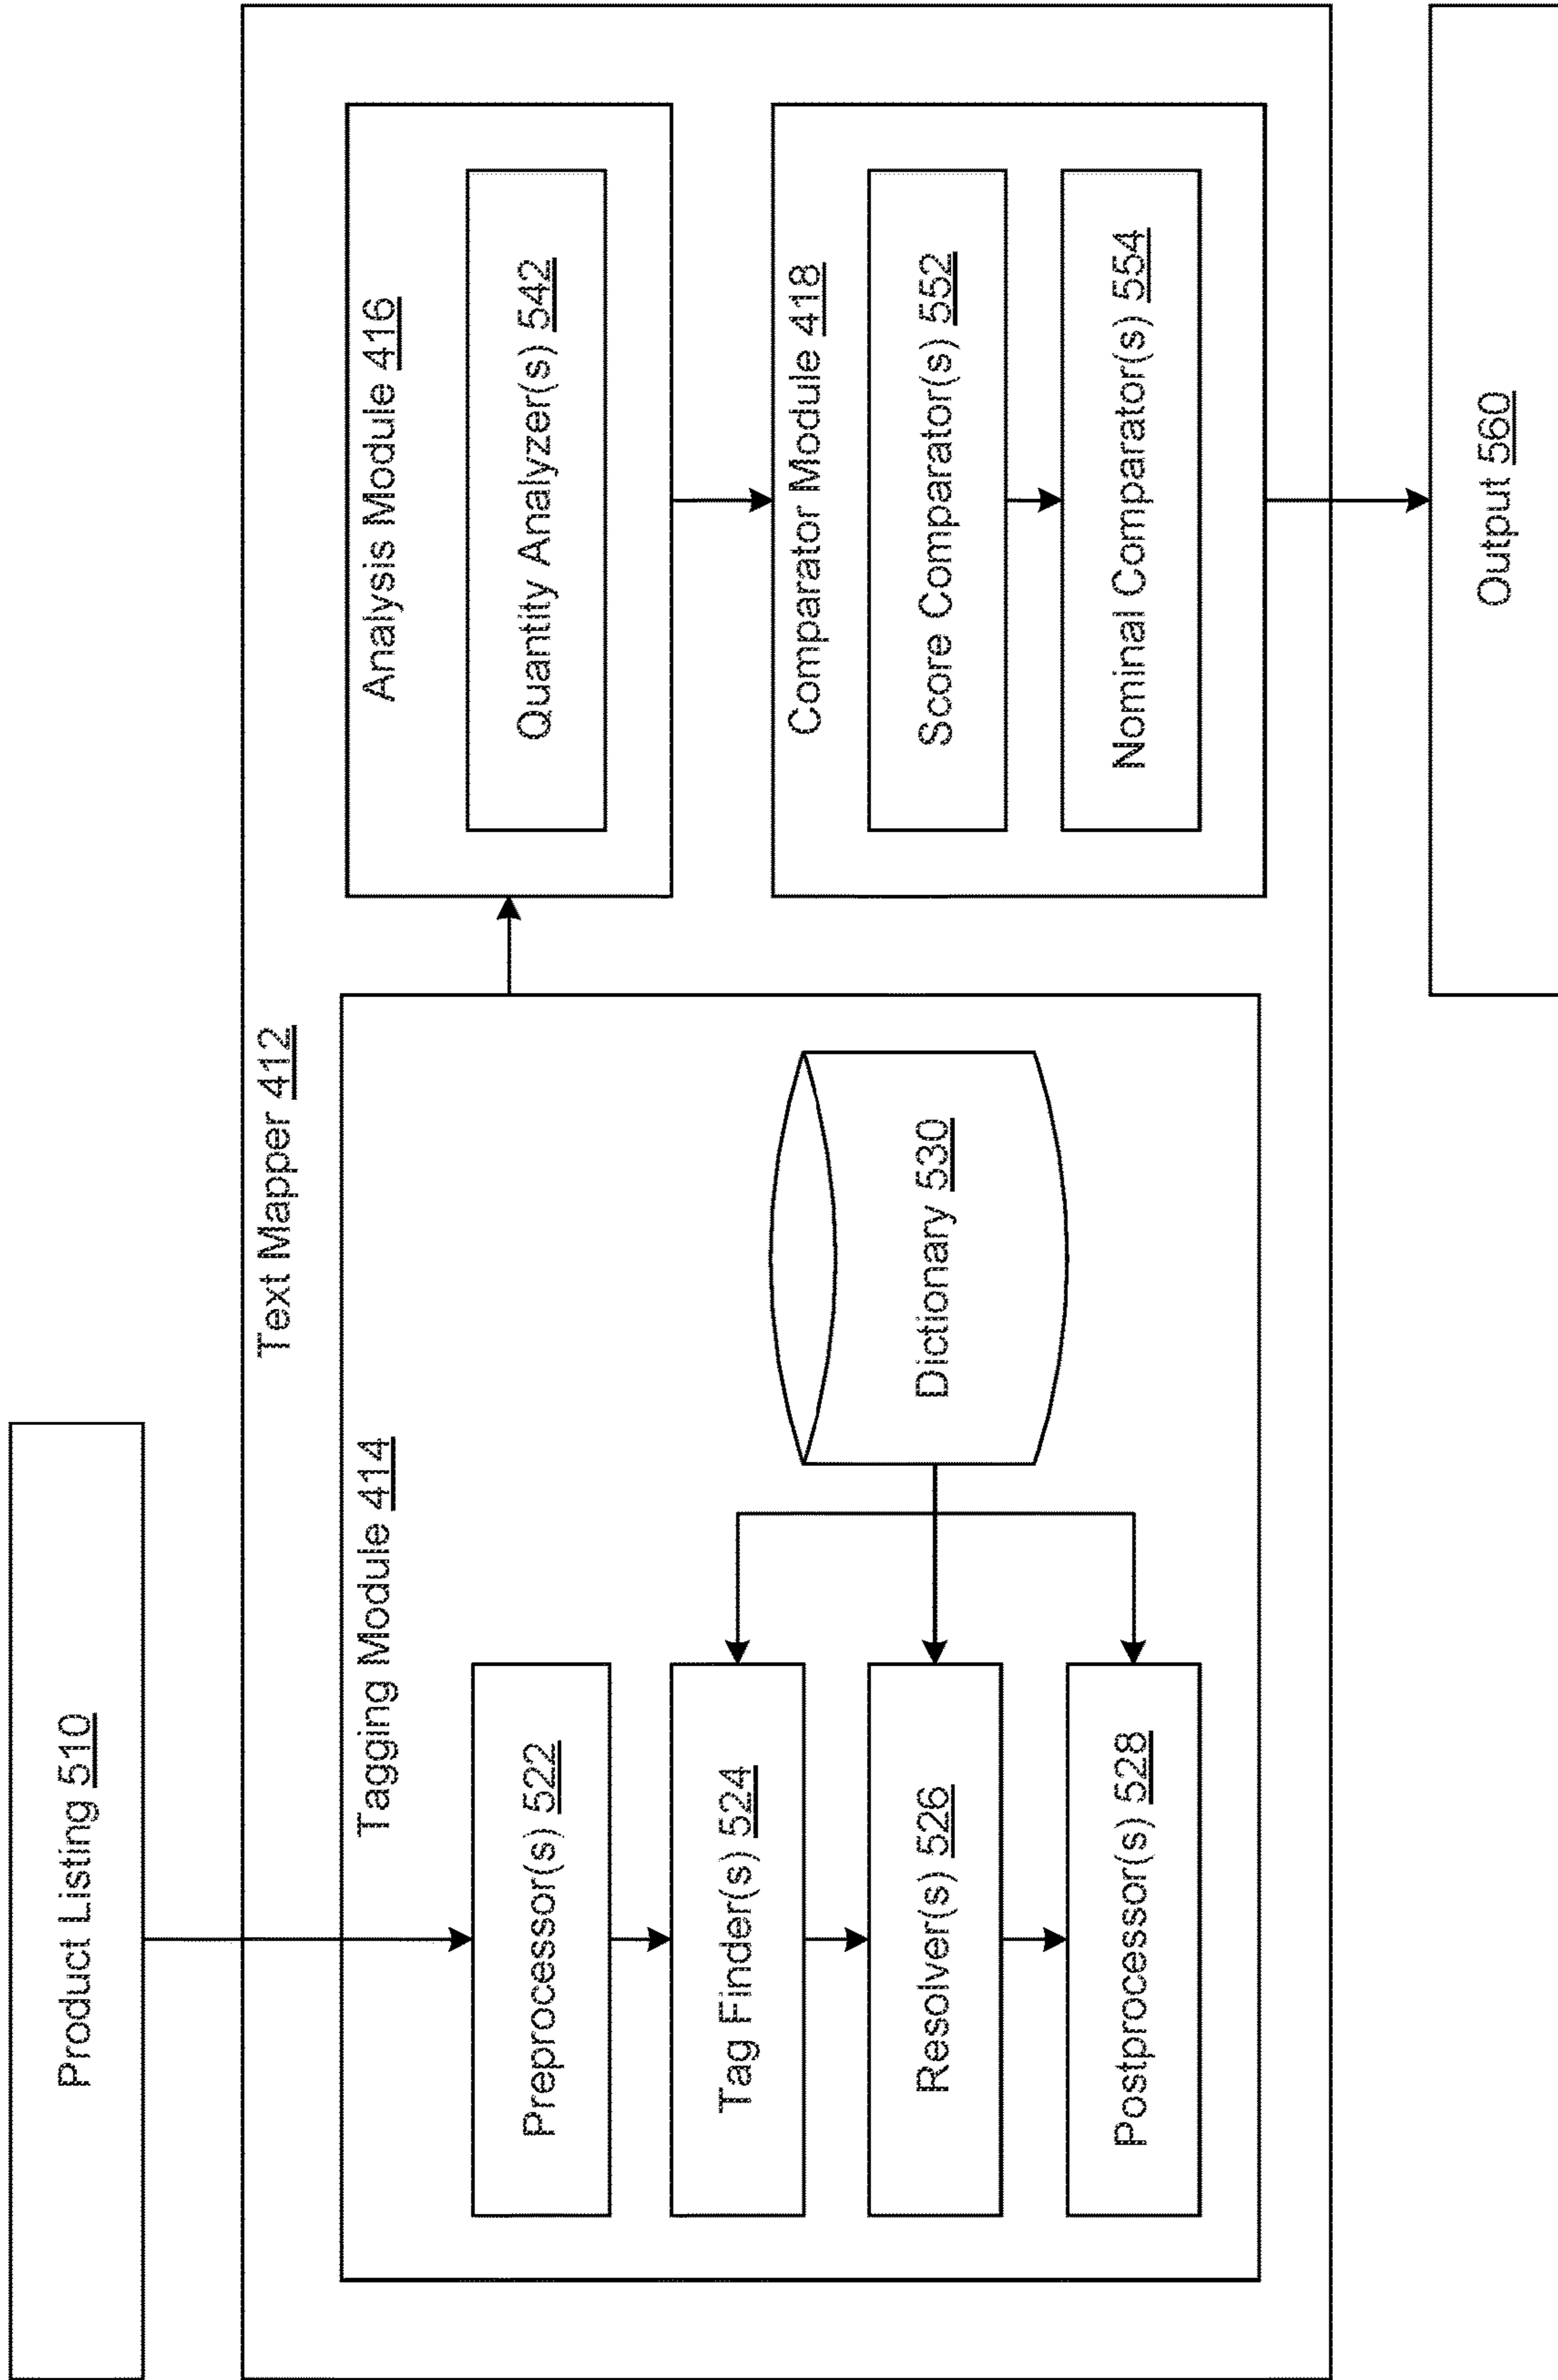 Product Listing 510
Text Mapper 412
Tagging Module 414
Preprocessor(s) 522
Tag Finder(s) 524
Resolver(s) 526
Postprocessor(s) 528
Dictionary 530
Analysis Module 416
Quantity Analyzer(s) 542
Comparator Module 418
Score Comparator(s) 552
Nominal Comparator(s) 554
Output 560